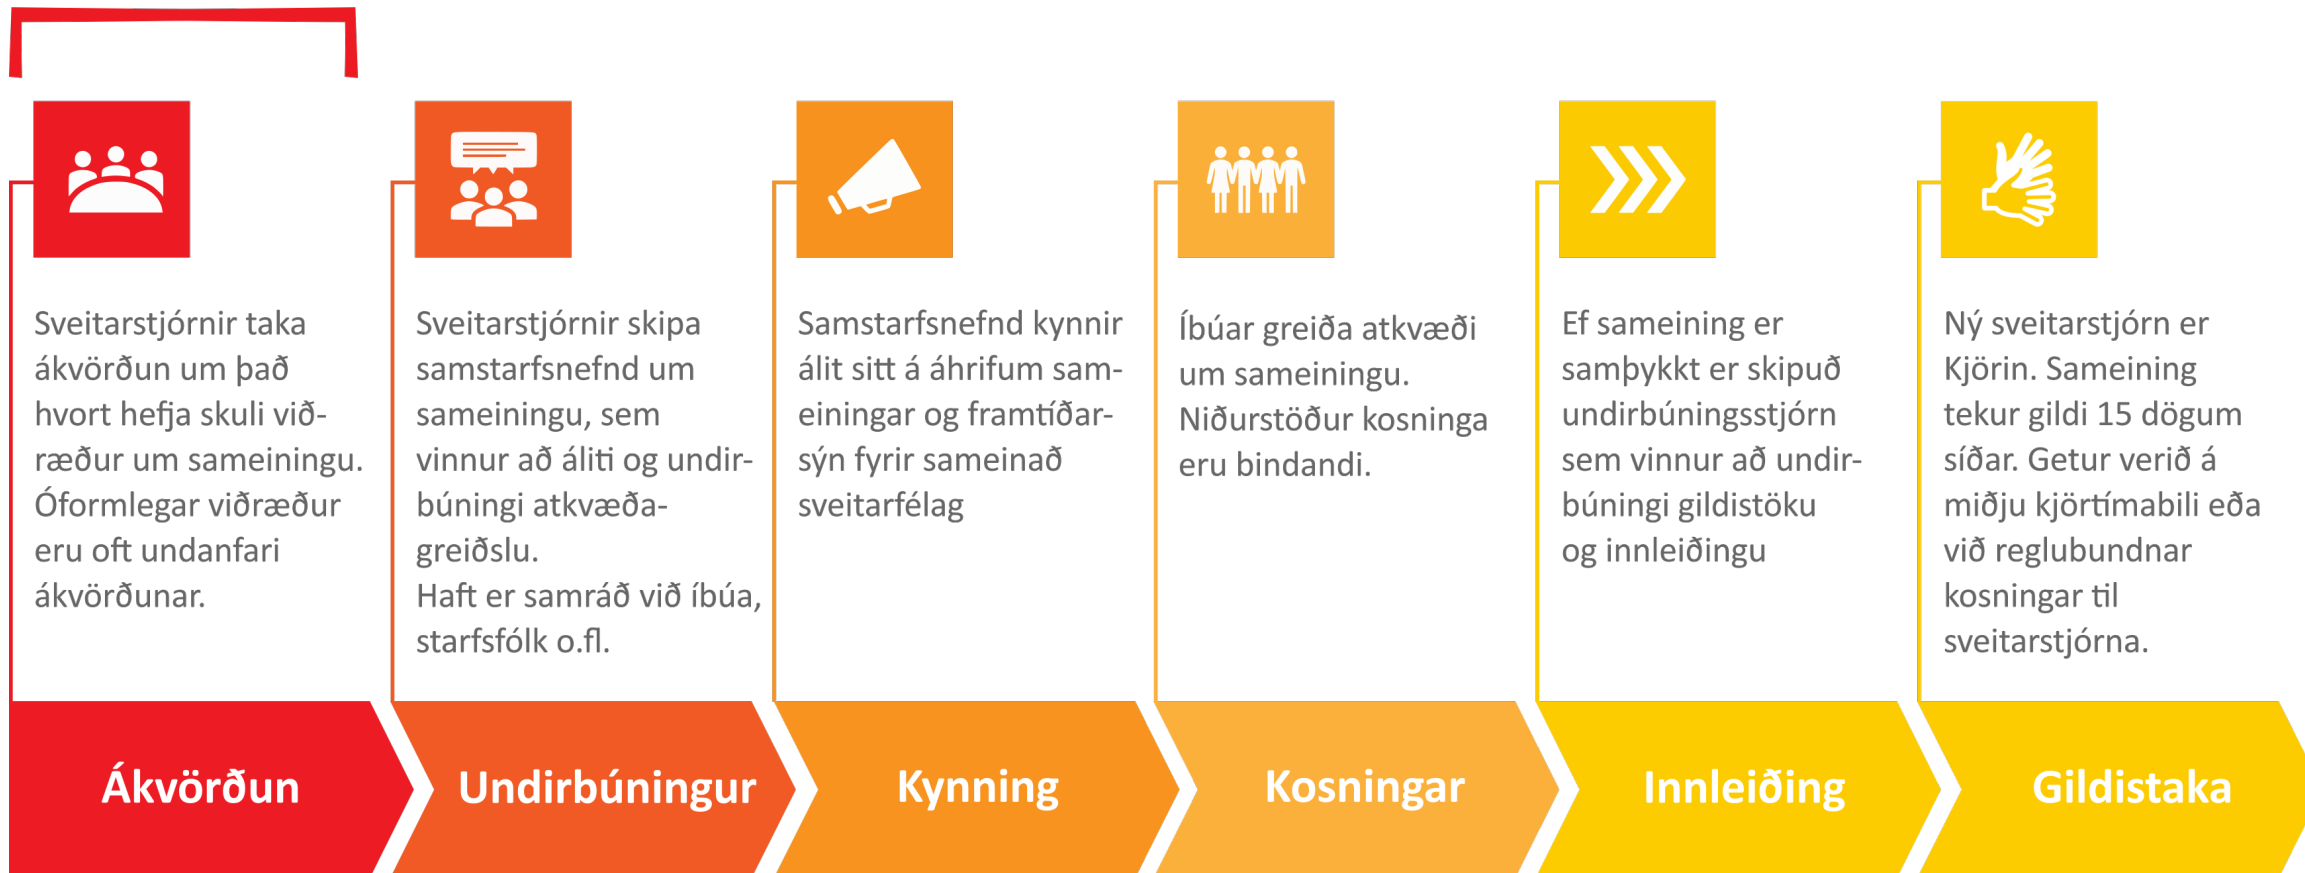 Sveitarstjórnir taka
ákvörðun um það
hvort hefja skuli við-
ræður um sameiningu.
Óformlegar viðræður
eru oft undanfari
ákvörðunar.
Ákvörðun
Sveitarstjórnir skipa
samstarfsnefnd um
sameiningu, sem
vinnur að áliti og undir-
búningi atkvæða-
greiðslu.
Haft er samráð við íbúa,
starfsfólk o.fl.
Undirbúningur
Samstarfsnefnd kynnir
álit sitt á áhrifum sam-
einingar og framtíðar-
sýn fyrir sameinað
sveitarfélag
Kynning
Íbúar greiða atkvæði
um sameiningu.
Niðurstöður kosninga
eru bindandi.
Kosningar
Ef sameining er
samþykkt er skipuð
undirbúningsstjórn
sem vinnur að undir-
búningi gildistöku
og innleiðingu
Innleiðing
Ný sveitarstjórn er
Kjörin. Sameining
tekur gildi 15 dögum
síðar. Getur verið á
miðju kjörtímabili eða
við reglubundnar
kosningar til
sveitarstjórna.
Gildistaka